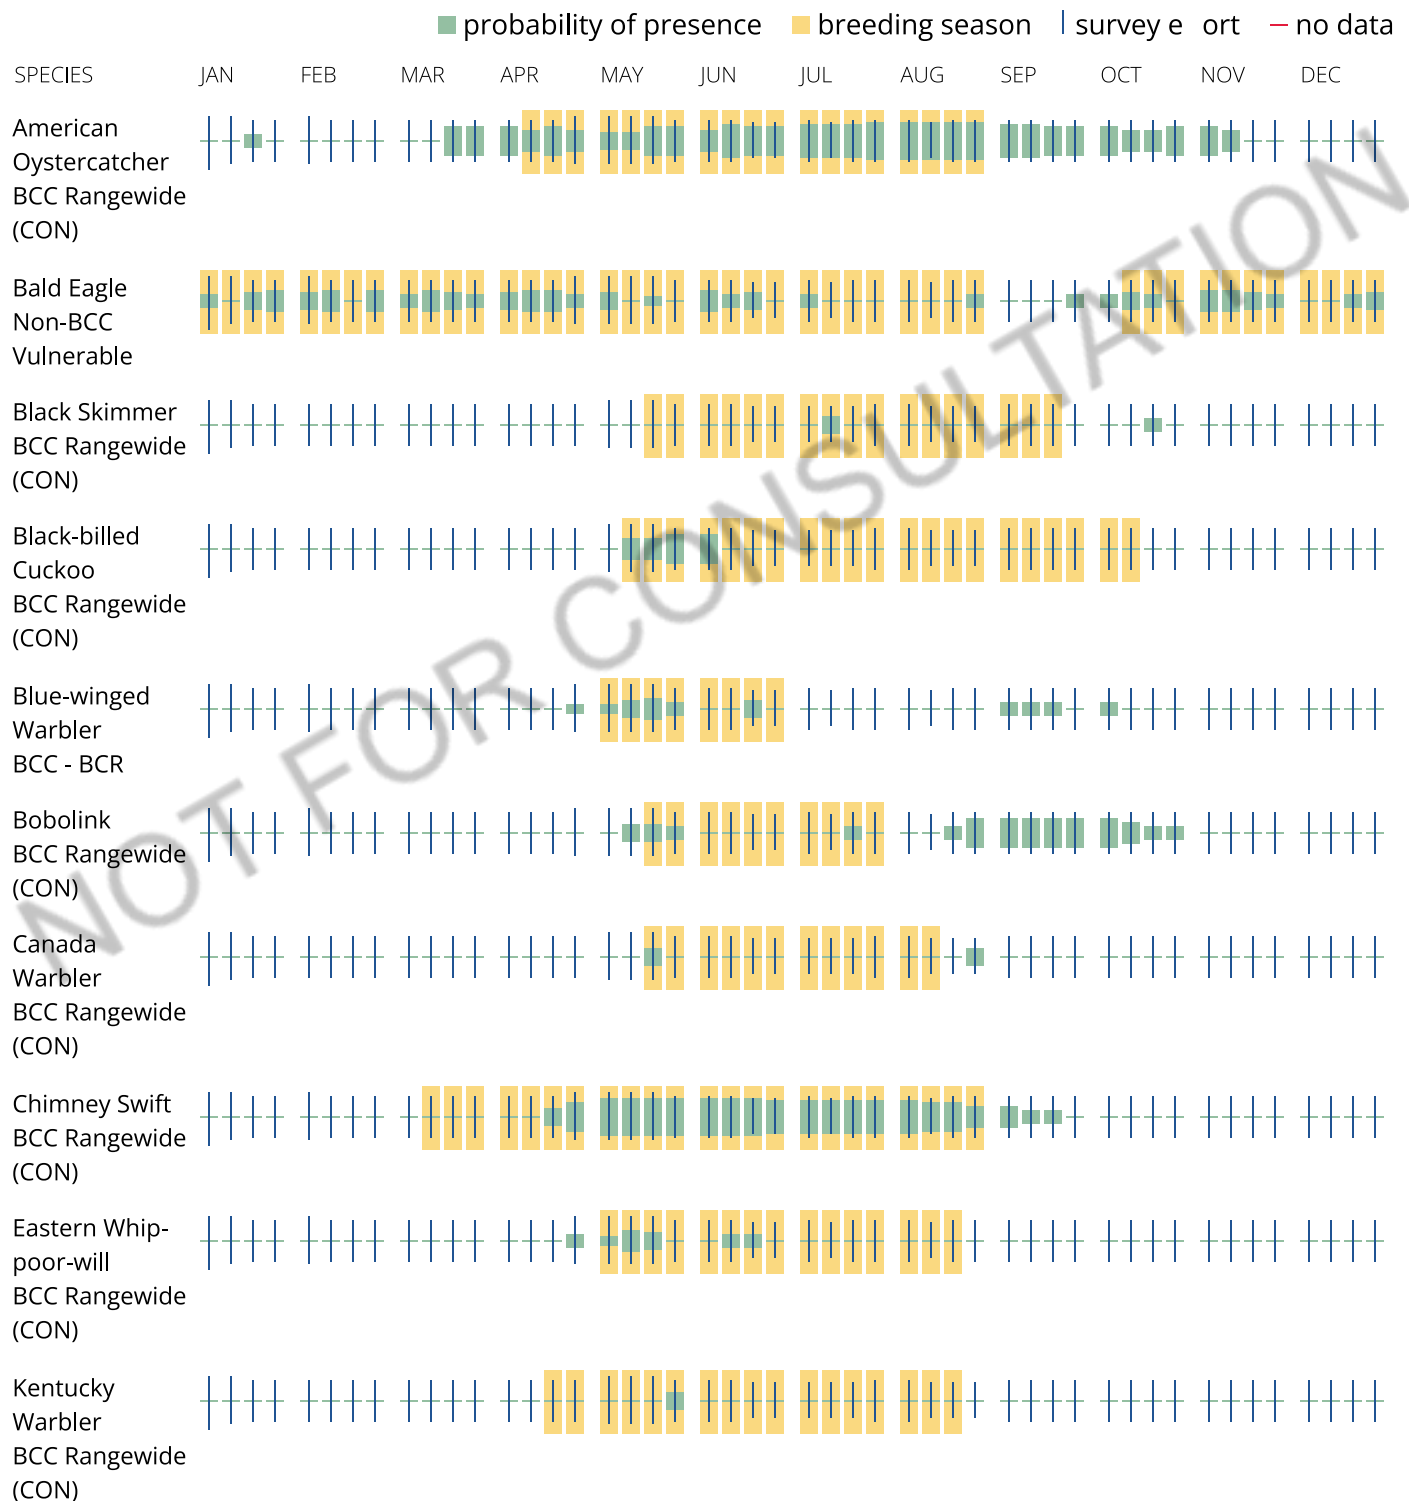 probability of presence breeding season survey e ort no data
SPECIES JAN FEB MAR APR MAY JUN JUL AUG SEP OCT NOV DEC
American
Oystercatcher
BCC Rangewide
(CON)
Bald Eagle
Non-BCC
Vulnerable
Black Skimmer
BCC Rangewide
(CON)
Black-billed
Cuckoo
BCC Rangewide
(CON)
Blue-winged
Warbler
BCC - BCR
Bobolink
BCC Rangewide
(CON)
Canada
Warbler
BCC Rangewide
(CON)
Chimney Swift
BCC Rangewide
(CON)
Eastern Whip-
poor-will
BCC Rangewide
(CON)
Kentucky
Warbler
BCC Rangewide
(CON)
NOT FOR CONSULTATION